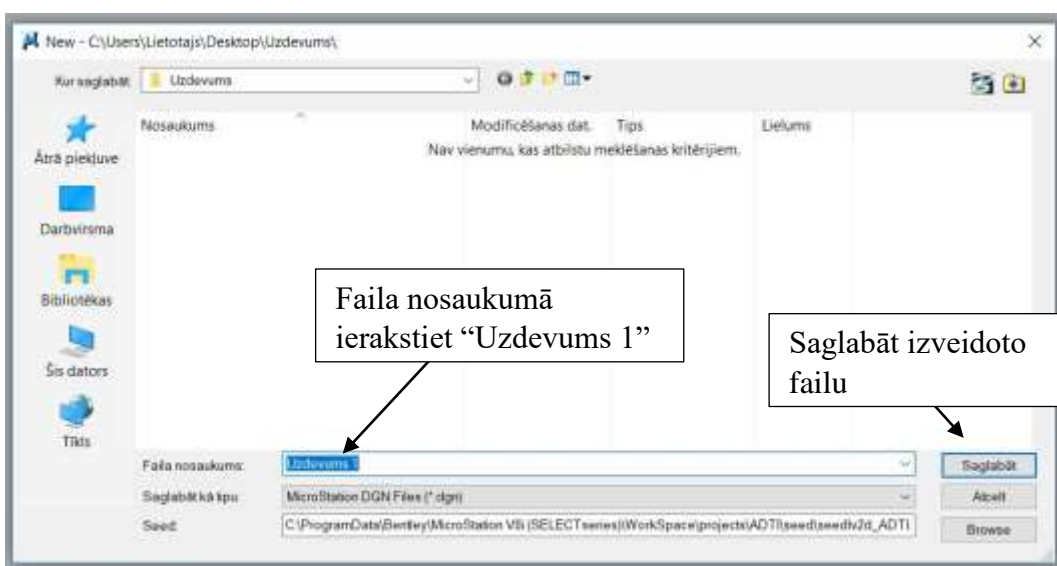 New - C:\Users\Lietotajs\Desktop\Uzdevums\
Kur saglabāt: Uzdevums
Nosaukums Modificēšanas dat. Tips Lielums
Nav vienumu, kas atbilstu meklēšanas kritērijiem.
Ātrā piekļuve
Darbvirsma
Bibliotēkas
Šis dators
Tīkls
Faila nosaukumā
ierakstiet “Uzdevums 1”
Saglabāt izveidoto
failu
Faila nosaukums: Uzdevums 1 Saglabāt
Saglabāt kā tipu: MicroStation DGN Files (*.dgn) Atcelt
Seed: C:\ProgramData\Bentley\MicroStation V8i (SELECTseries)\WorkSpace\projects\ADTI\seed\seedlv2d_ADTI. Browse